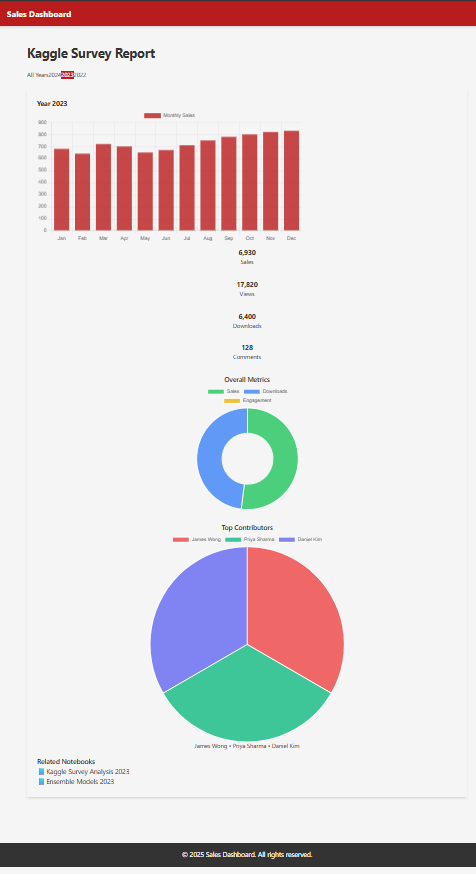 Sales Dashboard
Kaggle Survey Report
All Years202420232022
Year 2023
Monthly Sales
900
800
700
600
500
400
300
200
100
0
Jan Feb Mar Apr May Jun Jul Aug Sep Oct Nov Dec
6,930
Sales
17,820
Views
6,400
Downloads
128
Comments
Overall Metrics
Sales Downloads
Engagement
Top Contributors
James Wong Priya Sharma Daniel Kim
James Wong • Priya Sharma • Daniel Kim
Related Notebooks
Kaggle Survey Analysis 2023
Ensemble Models 2023
© 2025 Sales Dashboard. All rights reserved.